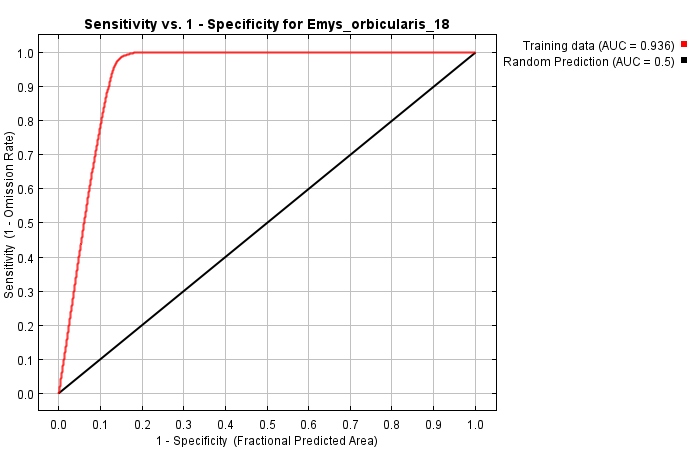 Sensitivity vs. 1 - Specificity for Emys_orbicularis_18
Training data (AUC = 0.936)
Random Prediction (AUC = 0.5)
Sensitivity (1 - Omission Rate)
1.0
0.9
0.8
0.7
0.6
0.5
0.4
0.3
0.2
0.1
0.0
0.0 0.1 0.2 0.3 0.4 0.5 0.6 0.7 0.8 0.9 1.0
1 - Specificity (Fractional Predicted Area)